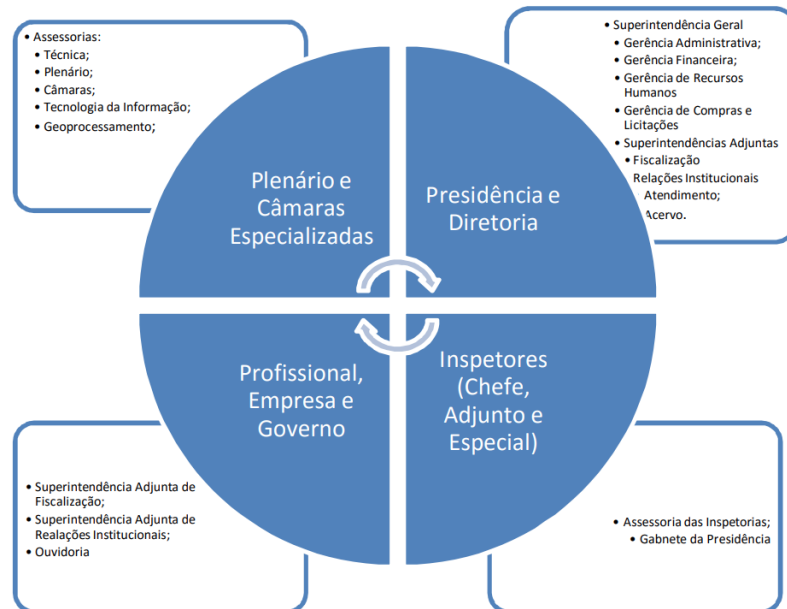 • Assessorias:
• Técnica;
• Plenário;
• Câmaras;
• Tecnologia da Informação;
• Geoprocessamento;
• Superintendência Geral
• Gerência Administrativa;
• Gerência Financeira;
• Gerência de Recursos
Humanos
• Gerência de Compras e
Licitações
• Superintendências Adjuntas
• Fiscalização
Relações Institucionais
Atendimento;
Acervo.
Plenário e
Câmaras
Especializadas
Presidência e
Diretoria
Profissional,
Empresa e
Governo
Inspetores
(Chefe,
Adjunto e
Especial)
• Superintendência Adjunta de
Fiscalização;
• Superintendência Adjunta de
Realações Institucionais;
• Ouvidoria
• Assessoria das Inspetorias;
• Gabnete da Presidência